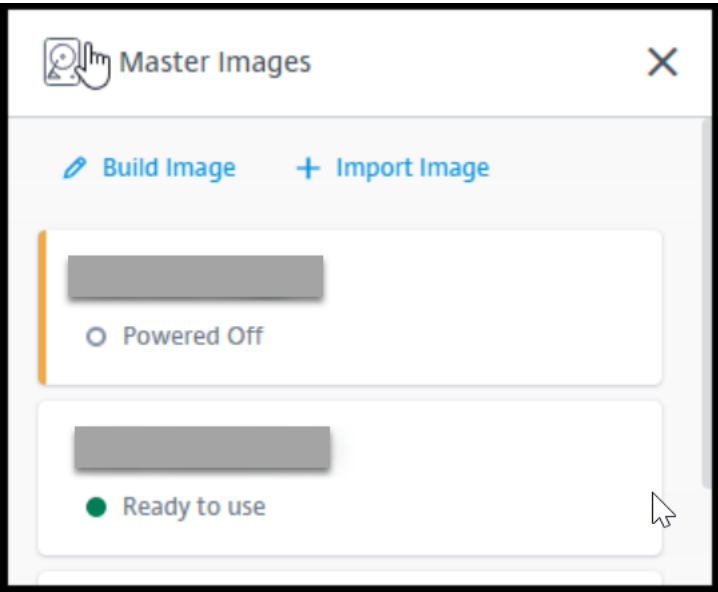 Master Images
Build Image
Import Image
Powered Off
Ready to use